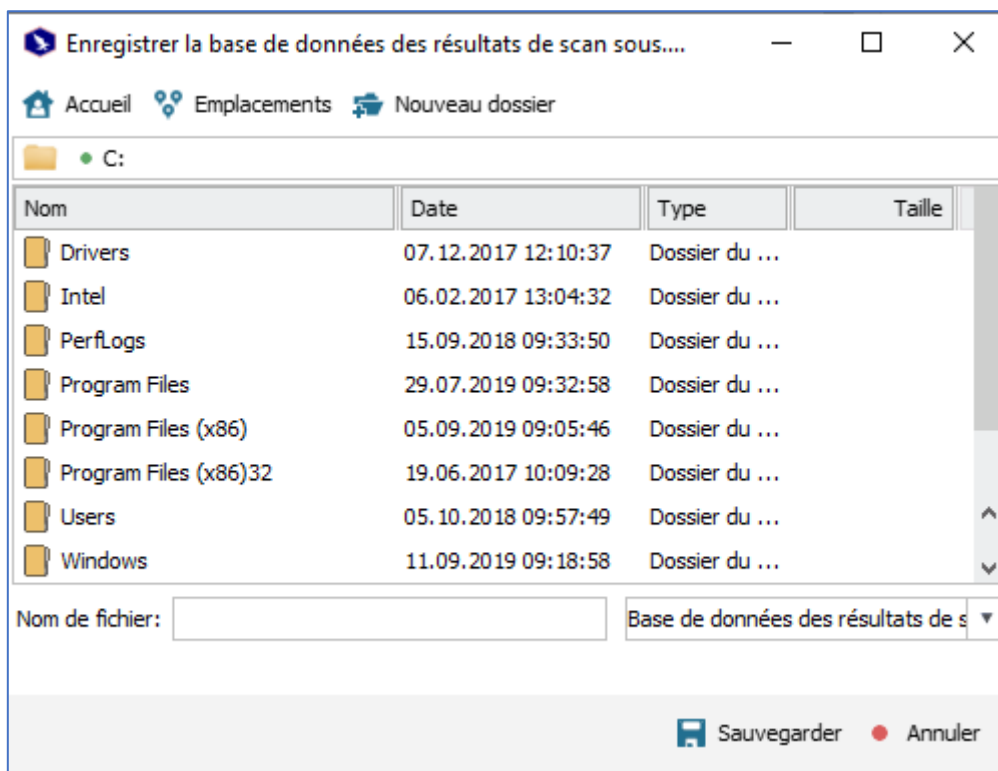 Enregistrer la base de données des résultats de scan sous....
Accueil Emplacements Nouveau dossier
C:
Nom Date Type Taille
Drivers 07.12.2017 12:10:37 Dossier du ...
Intel 06.02.2017 13:04:32 Dossier du ...
PerfLogs 15.09.2018 09:33:50 Dossier du ...
Program Files 29.07.2019 09:32:58 Dossier du ...
Program Files (x86) 05.09.2019 09:05:46 Dossier du ...
Program Files (x86)32 19.06.2017 10:09:28 Dossier du ...
Users 05.10.2018 09:57:49 Dossier du ...
Windows 11.09.2019 09:18:58 Dossier du ...
Nom de fichier: Base de données des résultats de s
Sauvegarder Annuler